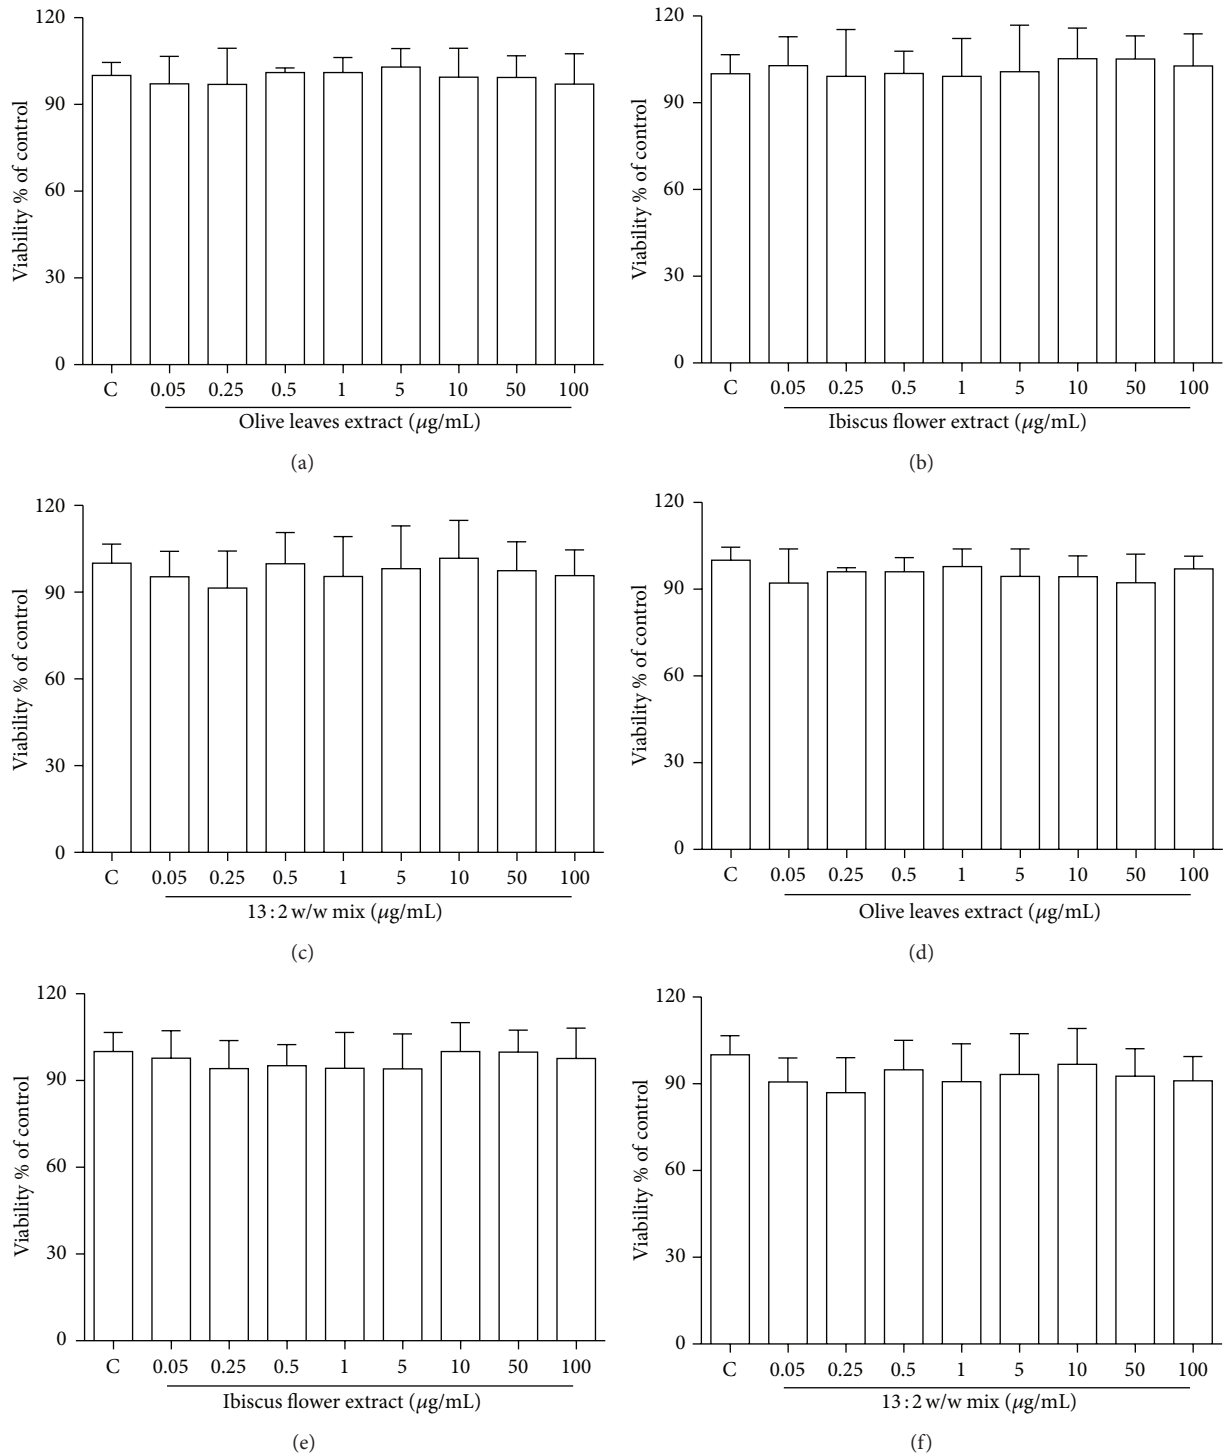 120
90
60
30
0
Viability % of control
C 0.05 0.25 0.5 1 5 10 50 100
Olive leaves extract (μg/mL)
(a)
120
90
60
30
0
Viability % of control
C 0.05 0.25 0.5 1 5 10 50 100
Ibiscus flower extract (μg/mL)
(b)
120
90
60
30
0
Viability % of control
C 0.05 0.25 0.5 1 5 10 50 100
13 : 2 w/w mix (μg/mL)
(c)
120
90
60
30
0
Viability % of control
C 0.05 0.25 0.5 1 5 10 50 100
Olive leaves extract (μg/mL)
(d)
120
90
60
30
0
Viability % of control
C 0.05 0.25 0.5 1 5 10 50 100
Ibiscus flower extract (μg/mL)
(e)
120
90
60
30
0
Viability % of control
C 0.05 0.25 0.5 1 5 10 50 100
13 : 2 w/w mix (μg/mL)
(f)